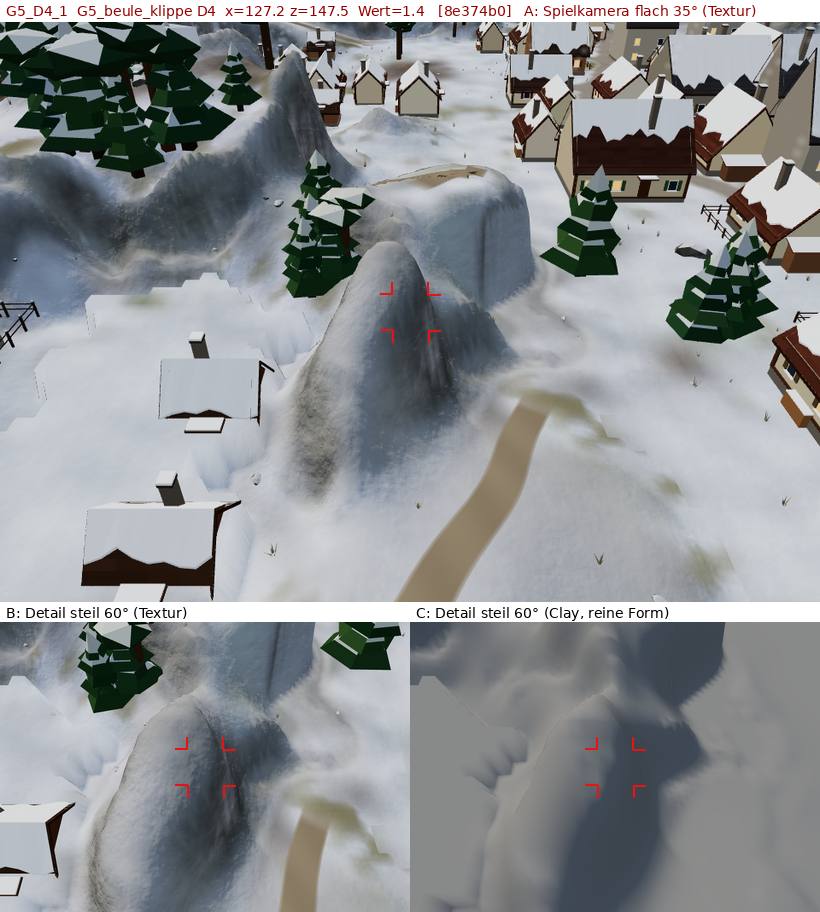 G5_D4_1  G5_beule_klippe D4  x=127.2 z=147.5  Wert=1.4   [8e374b0]   A: Spielkamera flach 35° (Textur)
B: Detail steil 60° (Textur)
C: Detail steil 60° (Clay, reine Form)